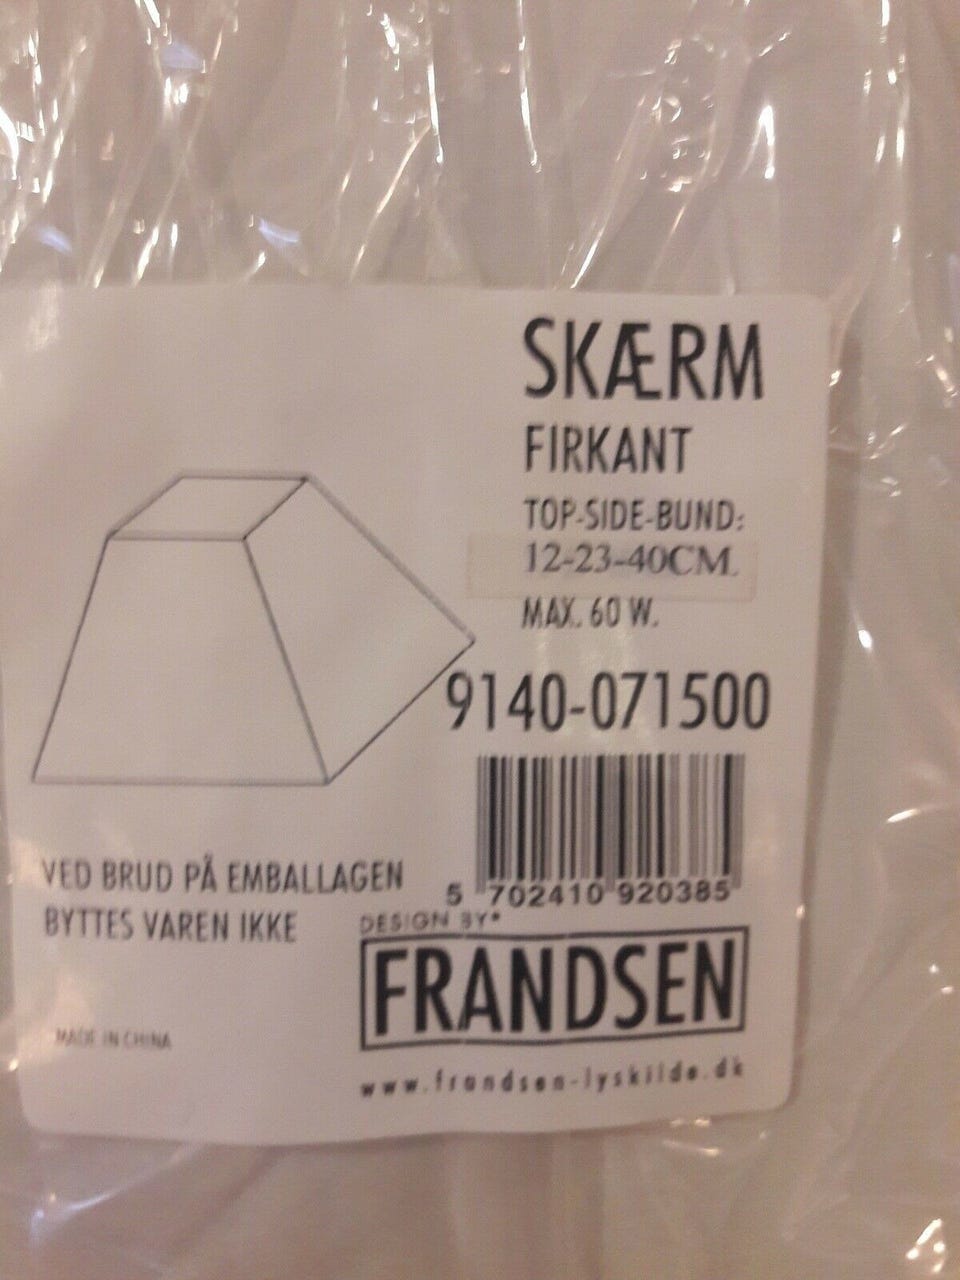 SKÆRM
FIRKANT
TOP-SIDE-BUND:
12-23-40CM.
MAX. 60 W.
9140-071500
5 702410 920385
VED BRUD PÅ EMBALLAGEN
BYTTES VAREN IKKE
DESIGN BY*
FRANDSEN
MADE IN CHINA
www.frandsen-lyskilde.dk